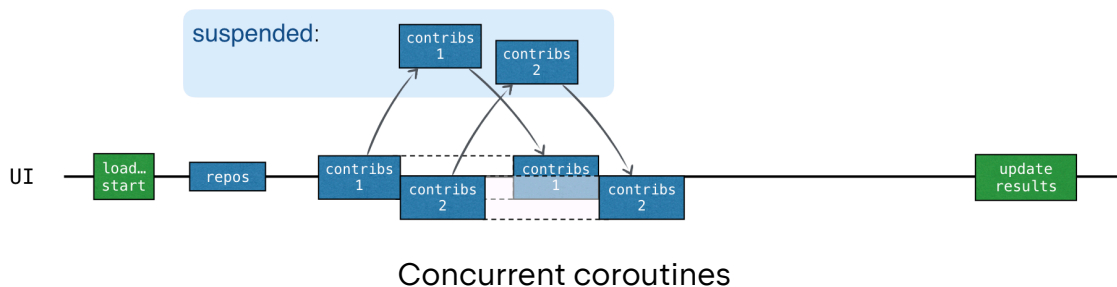 suspended:
contribs
1
contribs
2
UI
load…
start
repos
contribs
1
contribs
2
contribs
1
contribs
2
update
results
Concurrent coroutines